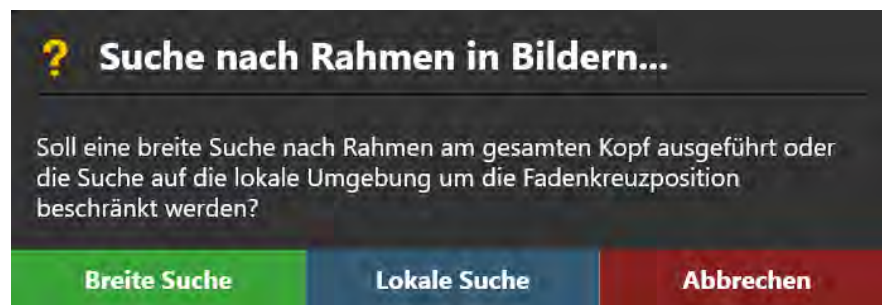 ? Suche nach Rahmen in Bildern...
Soll eine breite Suche nach Rahmen am gesamten Kopf ausgeführt oder
die Suche auf die lokale Umgebung um die Fadenkreuzposition
beschränkt werden?
Breite Suche Lokale Suche Abbrechen